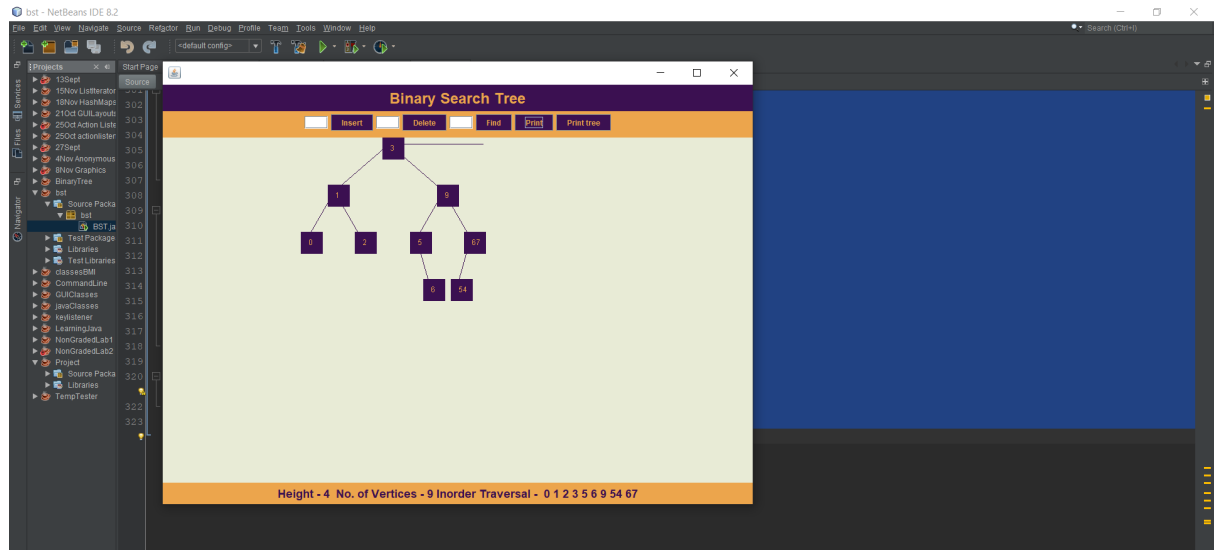 bst - NetBeans IDE 8.2
File Edit View Navigate Source Refactor Run Debug Profile Team Tools Window Help
Search (Ctrl+I)
<default config>
Projects
Start Page
Source
Services
Files
Navigator
13Sept
15Nov ListIterator
18Nov HashMaps
21Oct GUILayouts
25Oct Action Liste
25Oct actionlister
27Sept
4Nov Anonymous
8Nov Graphics
BinaryTree
bst
Source Packa
bst
BST.ja
Test Package
Libraries
Test Libraries
classesBMI
CommandLine
GUIClasses
javaClasses
keylistener
LearningJava
NonGradedLab1
NonGradedLab2
Project
Source Packa
Libraries
TempTester
301
302
303
304
305
306
307
308
309
310
311
312
313
314
315
316
317
318
319
320
322
323
Binary Search Tree
Insert Delete Find Print Print tree
3
1 9
0 2 5 67
6 54
Height - 4 No. of Vertices - 9 Inorder Traversal - 0 1 2 3 5 6 9 54 67